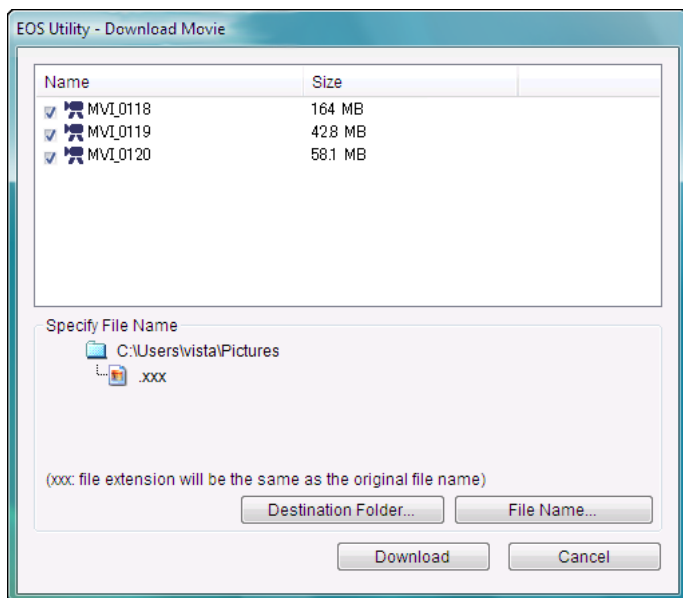 EOS Utility - Download Movie
Name Size
MVI_0118 164 MB
MVI_0119 42.8 MB
MVI_0120 58.1 MB
Specify File Name
C:\Users\vista\Pictures
.xxx
(xxx: file extension will be the same as the original file name)
Destination Folder... File Name...
Download Cancel